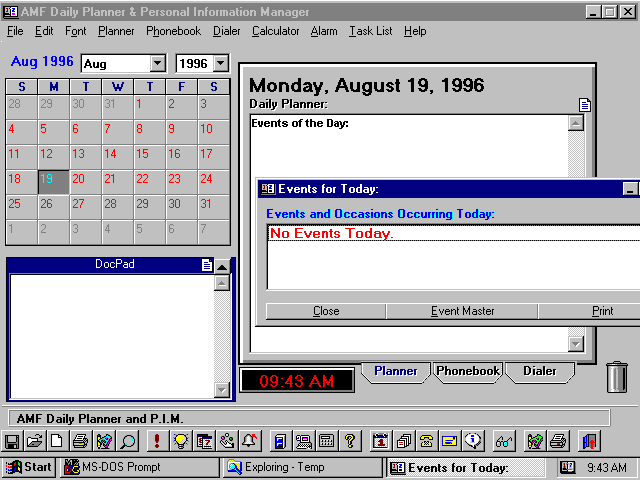 AMF Daily Planner & Personal Information Manager
File Edit Font Planner Phonebook Dialer Calculator Alarm Task List Help
Aug 1996 Aug 1996
S M T W T F S
28 29 30 31 1 2 3
4 5 6 7 8 9 10
11 12 13 14 15 16 17
18 19 20 21 22 23 24
25 26 27 28 29 30 31
1 2 3 4 5 6 7
DocPad
Monday, August 19, 1996
Daily Planner:
Events of the Day:
Events for Today:
Events and Occasions Occurring Today:
No Events Today.
Close Event Master Print
09:43 AM
Planner Phonebook Dialer
AMF Daily Planner and P.I.M.
Start MS-DOS Prompt Exploring - Temp Events for Today: 9:43 AM